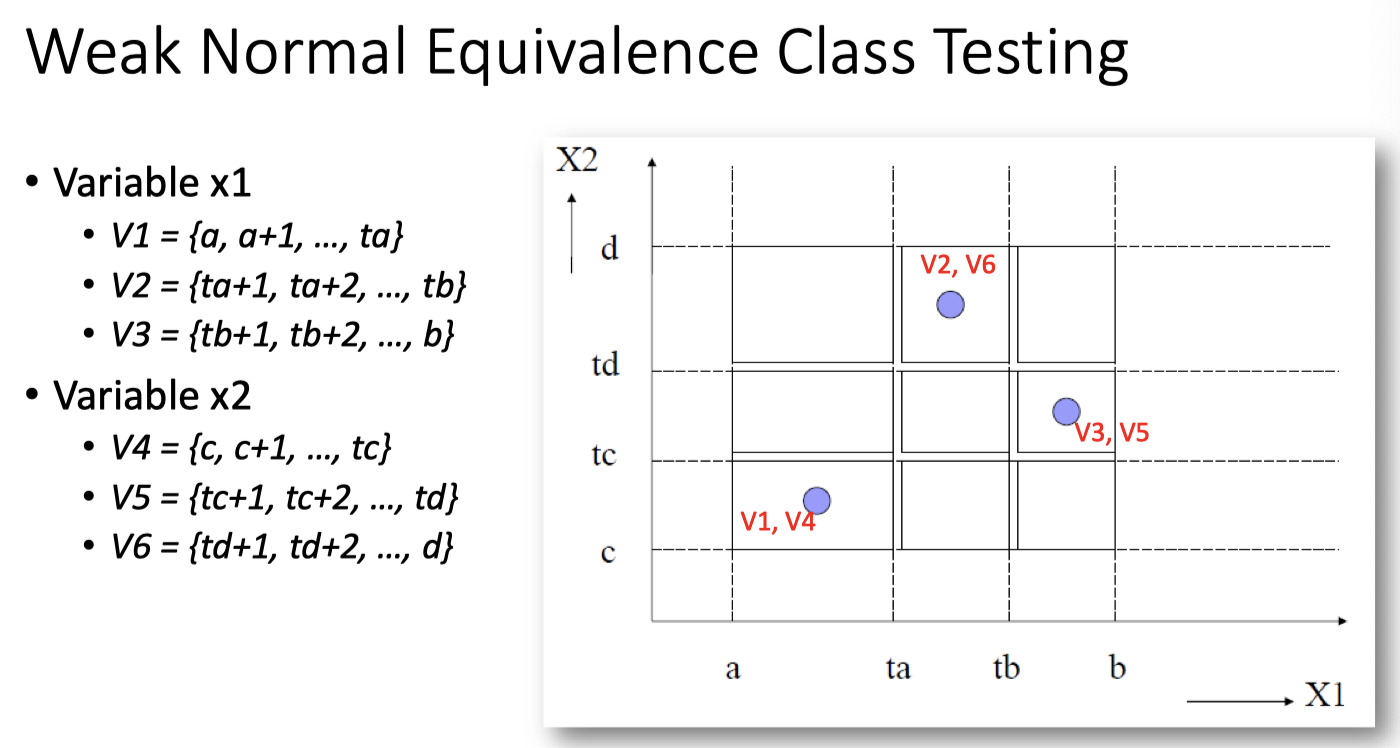 Weak Normal Equivalence Class Testing
• Variable x1
• V1 = {a, a+1, …, ta}
• V2 = {ta+1, ta+2, …, tb}
• V3 = {tb+1, tb+2, …, b}
• Variable x2
• V4 = {c, c+1, …, tc}
• V5 = {tc+1, tc+2, …, td}
• V6 = {td+1, td+2, …, d}
X2
d
V2, V6
td
V3, V5
tc
V1, V4
c
a ta tb b
X1